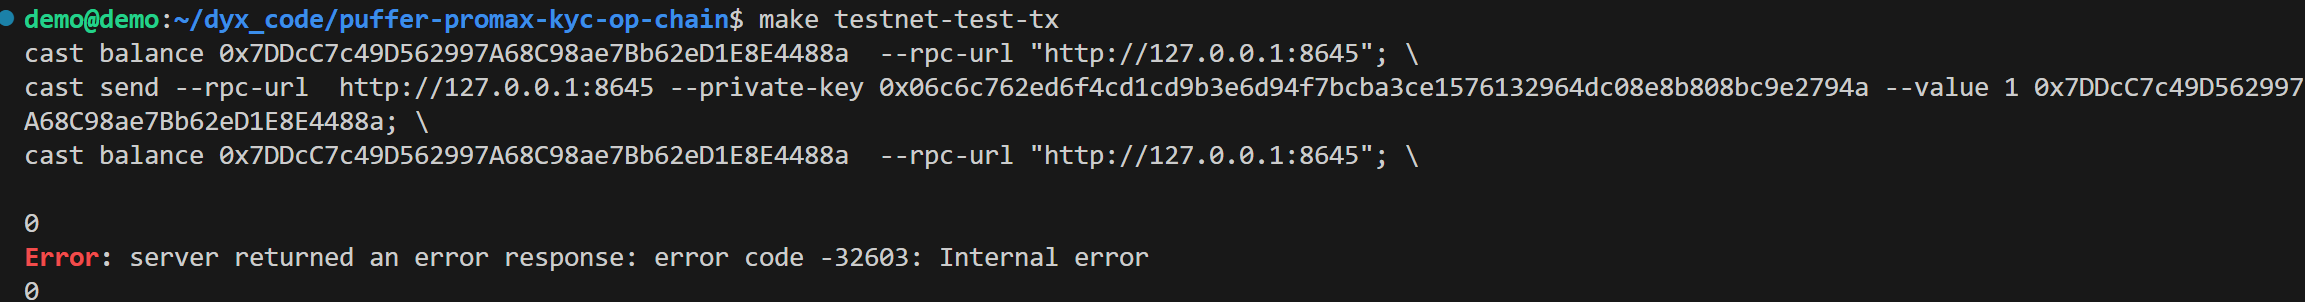 demo@demo:~/dyx_code/puffer-promax-kyc-op-chain$ make testnet-test-tx
cast balance 0x7DDcC7c49D562997A68C98ae7Bb62eD1E8E4488a  --rpc-url "http://127.0.0.1:8645"; \
cast send --rpc-url  http://127.0.0.1:8645 --private-key 0x06c6c762ed6f4cd1cd9b3e6d94f7bcba3ce1576132964dc08e8b808bc9e2794a --value 1 0x7DDcC7c49D562997
A68C98ae7Bb62eD1E8E4488a; \
cast balance 0x7DDcC7c49D562997A68C98ae7Bb62eD1E8E4488a  --rpc-url "http://127.0.0.1:8645"; \
0
Error: server returned an error response: error code -32603: Internal error
0